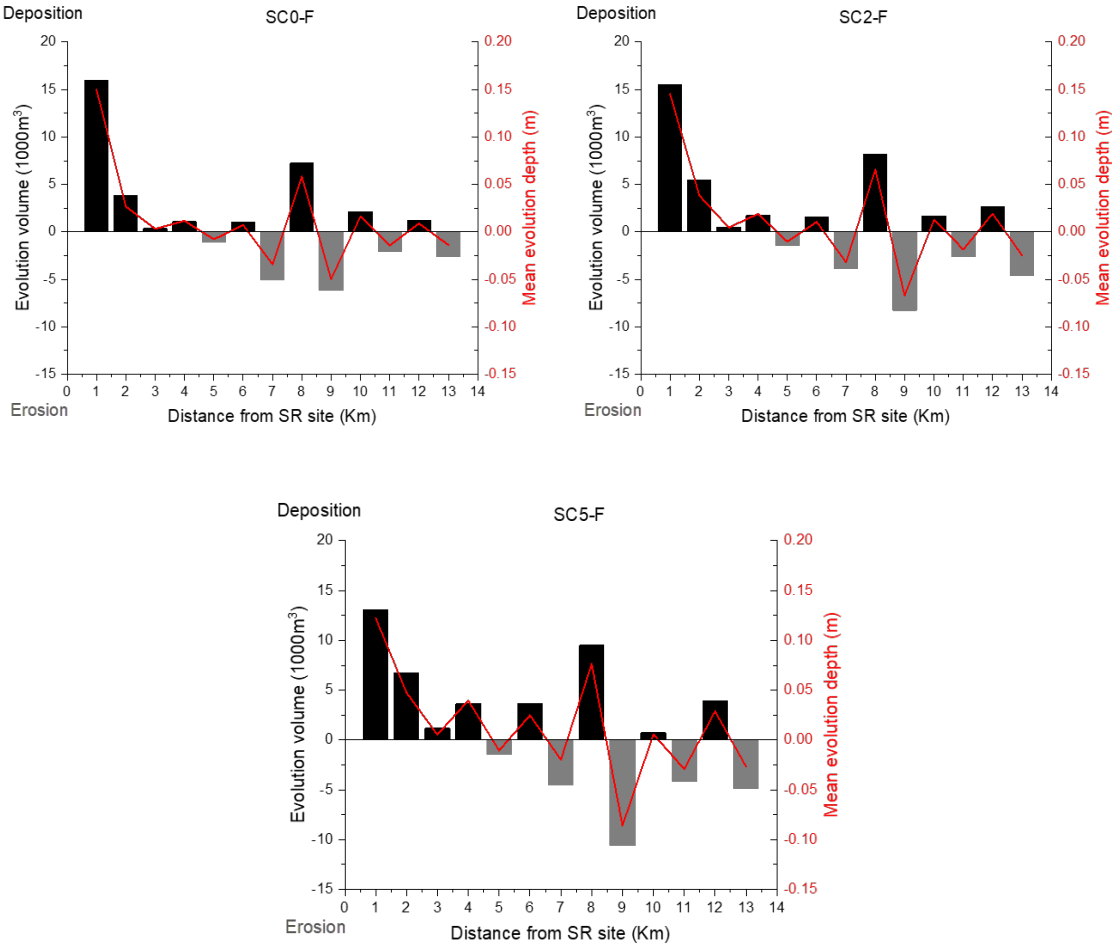 Deposition
SC0-F
20
15
10
5
0
-5
-10
-15
Evolution volume (1000m³)
0.20
0.15
0.10
0.05
0.00
-0.05
-0.10
-0.15
Mean evolution depth (m)
0 1 2 3 4 5 6 7 8 9 10 11 12 13 14
Erosion
Distance from SR site (Km)
Deposition
SC2-F
20
15
10
5
0
-5
-10
-15
Evolution volume (1000m³)
0.20
0.15
0.10
0.05
0.00
-0.05
-0.10
-0.15
Mean evolution depth (m)
0 1 2 3 4 5 6 7 8 9 10 11 12 13 14
Erosion
Distance from SR site (Km)
Deposition
SC5-F
20
15
10
5
0
-5
-10
-15
Evolution volume (1000m³)
0.20
0.15
0.10
0.05
0.00
-0.05
-0.10
-0.15
Mean evolution depth (m)
0 1 2 3 4 5 6 7 8 9 10 11 12 13 14
Erosion
Distance from SR site (Km)